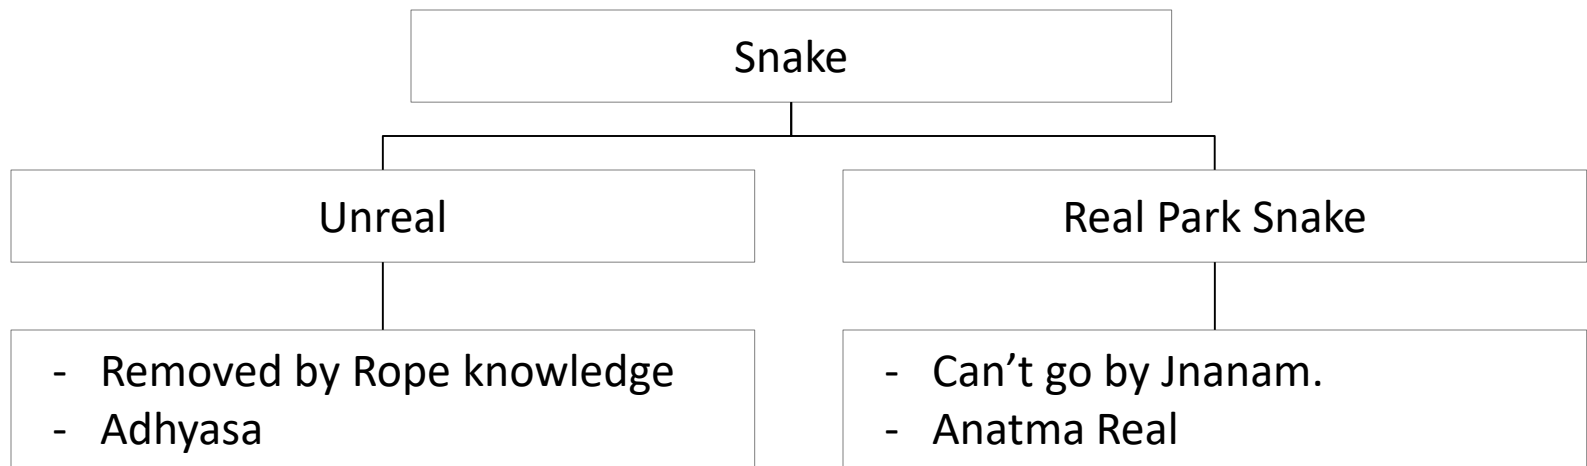 Snake
Unreal
Real Park Snake
- Removed by Rope knowledge
- Adhyasa
- Can’t go by Jnanam.
- Anatma Real